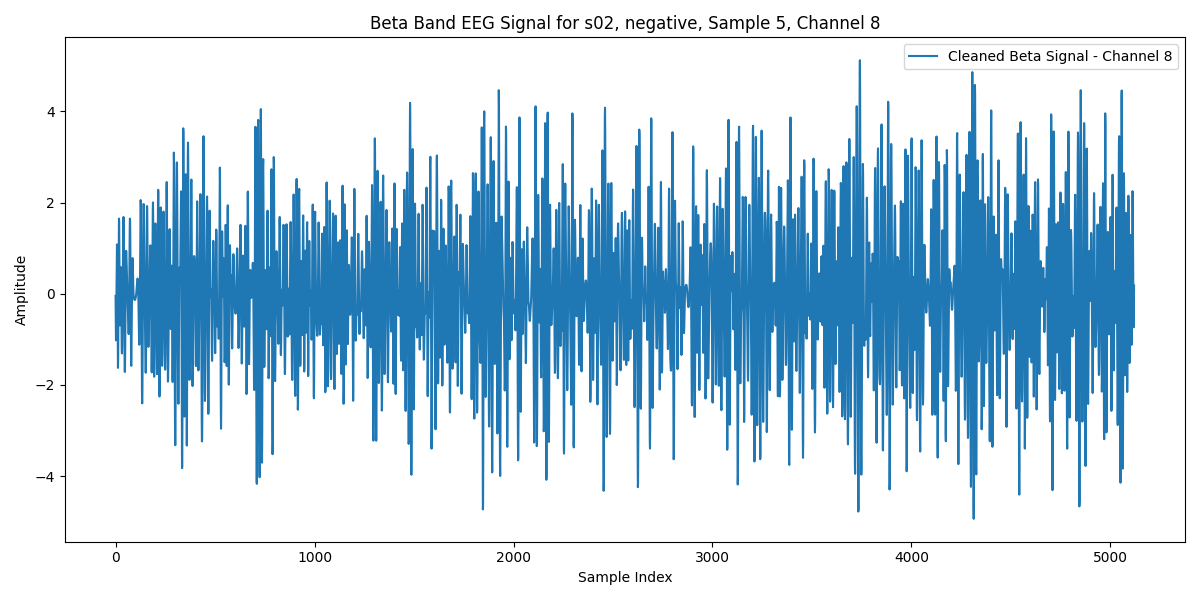 Beta Band EEG Signal for s02, negative, Sample 5, Channel 8
Cleaned Beta Signal - Channel 8
Amplitude
4
2
0
−2
−4
0 1000 2000 3000 4000 5000
Sample Index